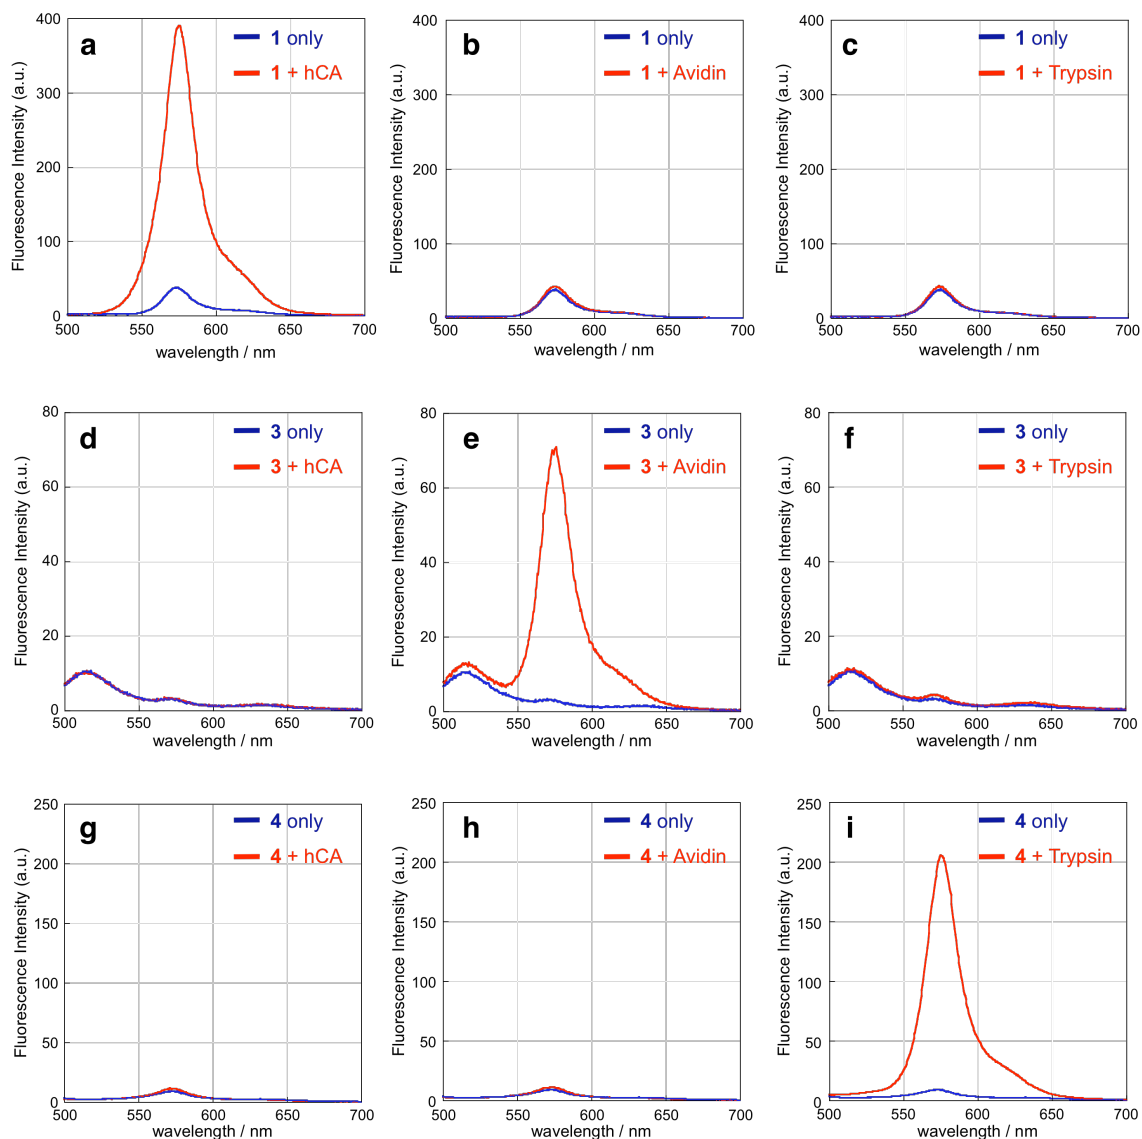 a
1 only
1 + hCA
Fluorescence Intensity (a.u.)
400
300
200
100
0
500 550 600 650 700
wavelength / nm
b
1 only
1 + Avidin
Fluorescence Intensity (a.u.)
400
300
200
100
0
500 550 600 650 700
wavelength / nm
c
1 only
1 + Trypsin
Fluorescence Intensity (a.u.)
400
300
200
100
0
500 550 600 650 700
wavelength / nm
d
3 only
3 + hCA
Fluorescence Intensity (a.u.)
80
60
40
20
0
500 550 600 650 700
wavelength / nm
e
3 only
3 + Avidin
Fluorescence Intensity (a.u.)
80
60
40
20
0
500 550 600 650 700
wavelength / nm
f
3 only
3 + Trypsin
Fluorescence Intensity (a.u.)
80
60
40
20
0
500 550 600 650 700
wavelength / nm
g
4 only
4 + hCA
Fluorescence Intensity (a.u.)
250
200
150
100
50
0
500 550 600 650 700
wavelength / nm
h
4 only
4 + Avidin
Fluorescence Intensity (a.u.)
250
200
150
100
50
0
500 550 600 650 700
wavelength / nm
i
4 only
4 + Trypsin
Fluorescence Intensity (a.u.)
250
200
150
100
50
0
500 550 600 650 700
wavelength / nm